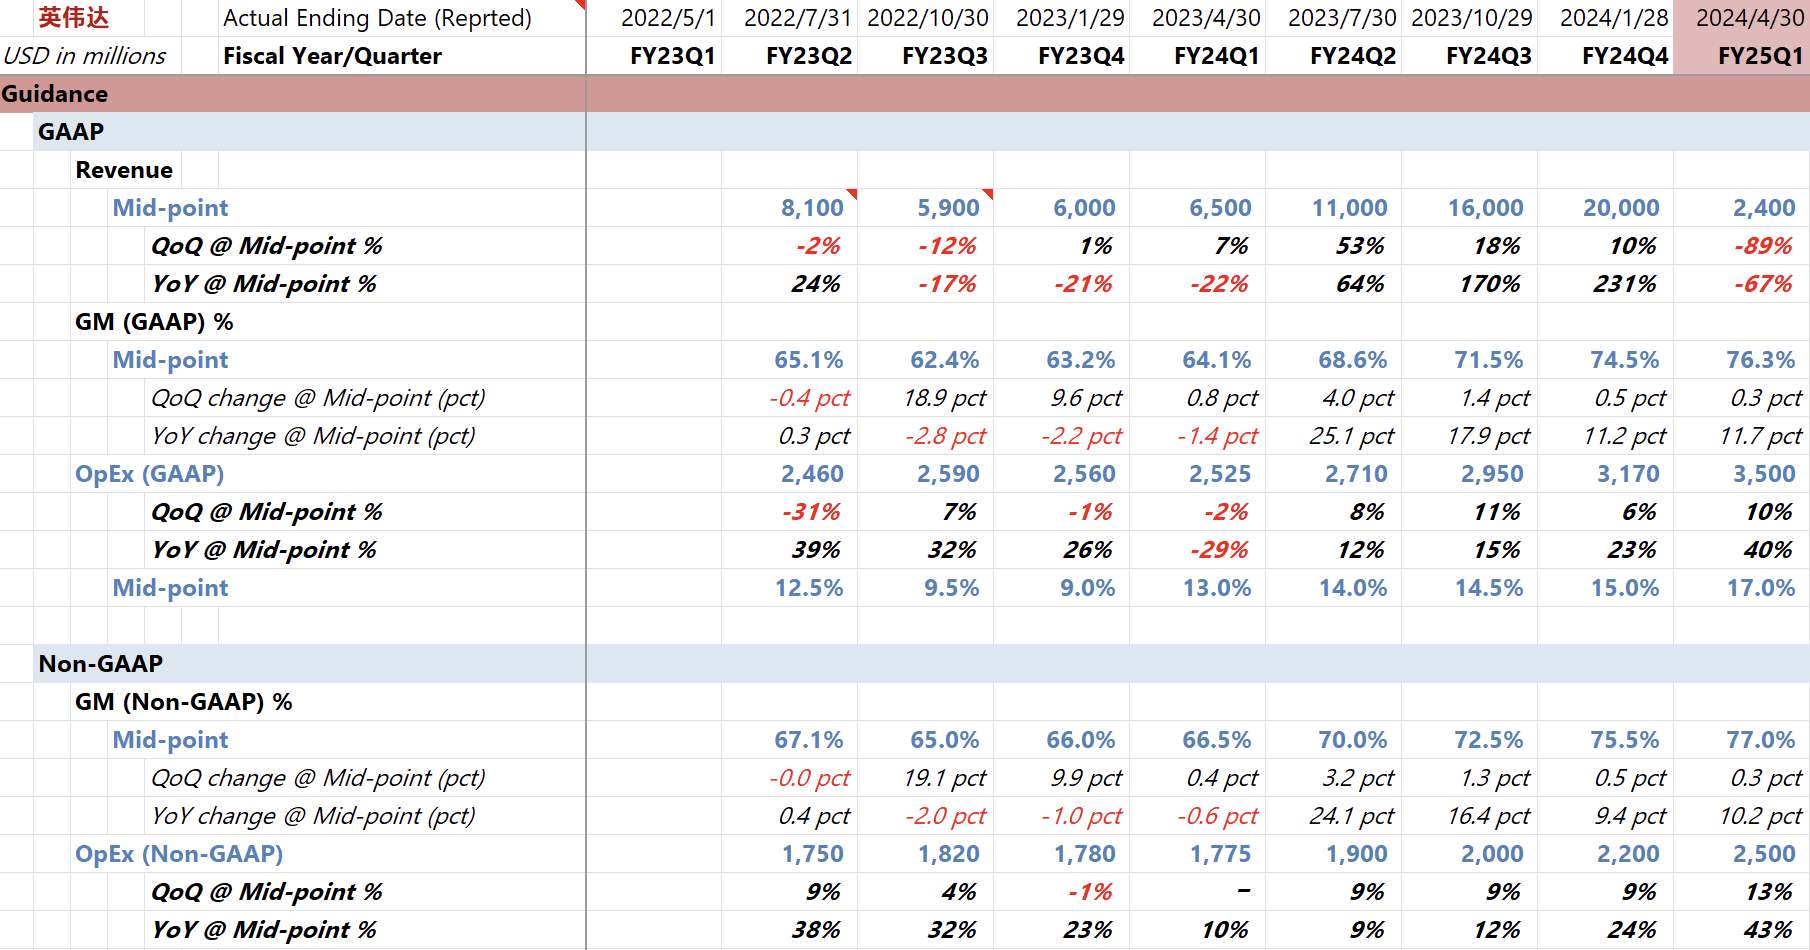 英伟达 Actual Ending Date (Reprted) 2022/5/1 2022/7/31 2022/10/30 2023/1/29 2023/4/30 2023/7/30 2023/10/29 2024/1/28 2024/4/30
USD in millions Fiscal Year/Quarter FY23Q1 FY23Q2 FY23Q3 FY23Q4 FY24Q1 FY24Q2 FY24Q3 FY24Q4 FY25Q1
Guidance
GAAP
Revenue
Mid-point 8,100 5,900 6,000 6,500 11,000 16,000 20,000 2,400
QoQ @ Mid-point % -2% -12% 1% 7% 53% 18% 10% -89%
YoY @ Mid-point % 24% -17% -21% -22% 64% 170% 231% -67%
GM (GAAP) %
Mid-point 65.1% 62.4% 63.2% 64.1% 68.6% 71.5% 74.5% 76.3%
QoQ change @ Mid-point (pct) -0.4 pct 18.9 pct 9.6 pct 0.8 pct 4.0 pct 1.4 pct 0.5 pct 0.3 pct
YoY change @ Mid-point (pct) 0.3 pct -2.8 pct -2.2 pct -1.4 pct 25.1 pct 17.9 pct 11.2 pct 11.7 pct
OpEx (GAAP) 2,460 2,590 2,560 2,525 2,710 2,950 3,170 3,500
QoQ @ Mid-point % -31% 7% -1% -2% 8% 11% 6% 10%
YoY @ Mid-point % 39% 32% 26% -29% 12% 15% 23% 40%
Mid-point 12.5% 9.5% 9.0% 13.0% 14.0% 14.5% 15.0% 17.0%
Non-GAAP
GM (Non-GAAP) %
Mid-point 67.1% 65.0% 66.0% 66.5% 70.0% 72.5% 75.5% 77.0%
QoQ change @ Mid-point (pct) -0.0 pct 19.1 pct 9.9 pct 0.4 pct 3.2 pct 1.3 pct 0.5 pct 0.3 pct
YoY change @ Mid-point (pct) 0.4 pct -2.0 pct -1.0 pct -0.6 pct 24.1 pct 16.4 pct 9.4 pct 10.2 pct
OpEx (Non-GAAP) 1,750 1,820 1,780 1,775 1,900 2,000 2,200 2,500
QoQ @ Mid-point % 9% 4% -1% – 9% 9% 9% 13%
YoY @ Mid-point % 38% 32% 23% 10% 9% 12% 24% 43%